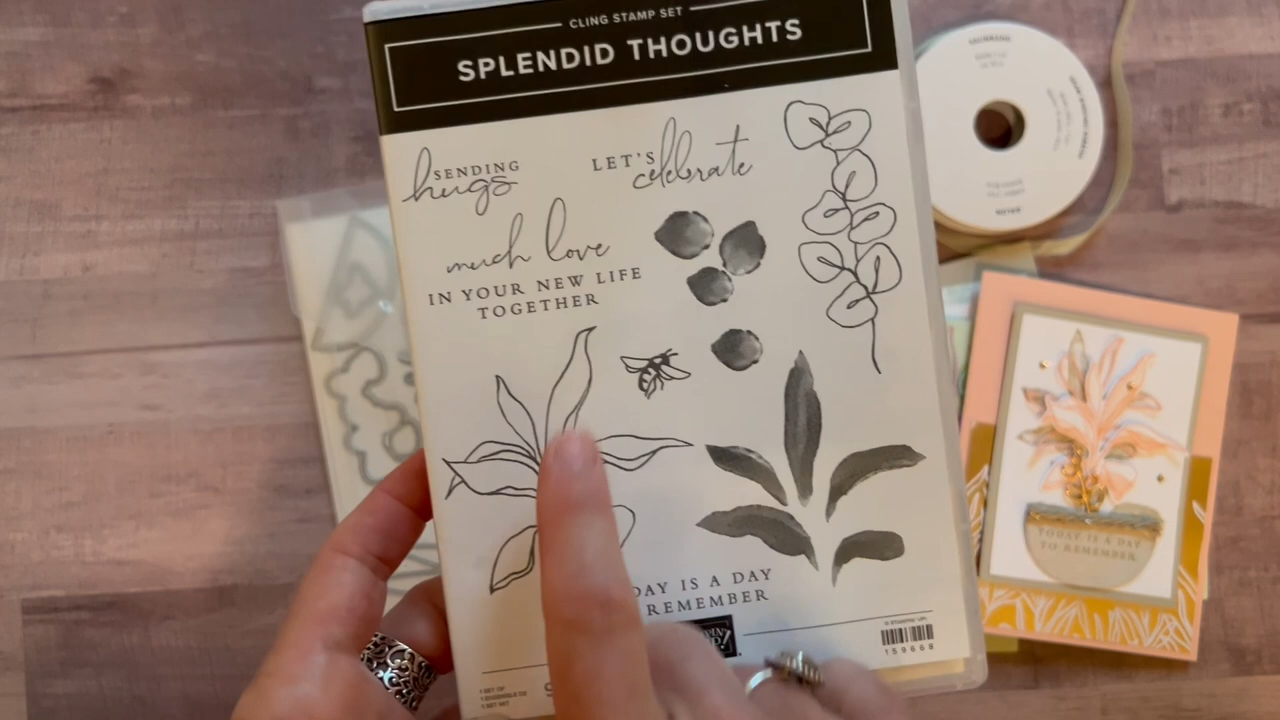 CLING STAMP SET
SPLENDID THOUGHTS
SENDING
hugs
LET'S celebrate
much love
IN YOUR NEW LIFE
TOGETHER
DAY IS A DAY
REMEMBER
159668
TODAY IS A DAY
TO REMEMBER